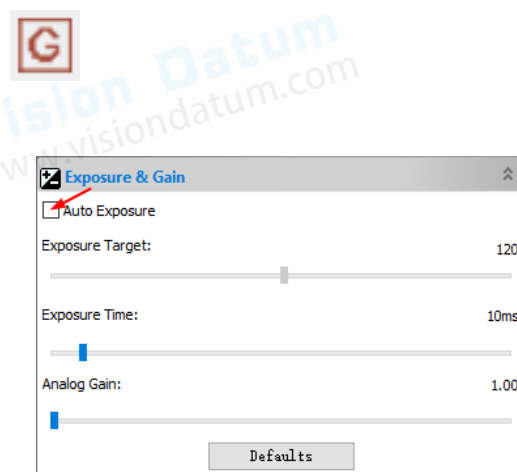 G
Vision Datum
www.visiondatum.com
Exposure & Gain
Auto Exposure
Exposure Target:
120
Exposure Time:
10ms
Analog Gain:
1.00
Defaults